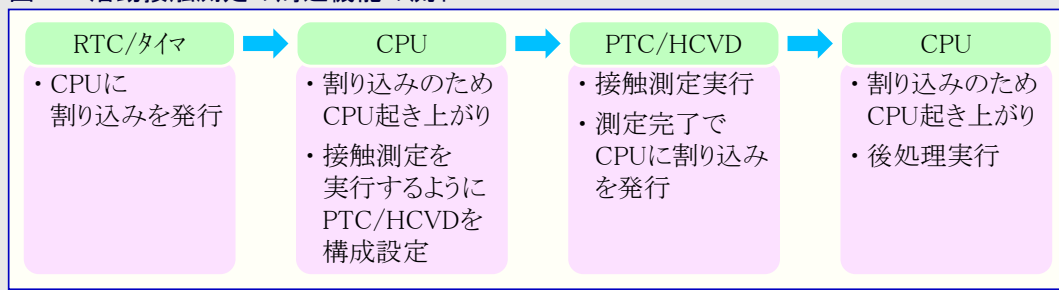 RTC/ﾀｲﾏ
・CPUに
割り込みを発行
CPU
・割り込みのため
CPU起き上がり
・接触測定を
実行するように
PTC/HCVDを
構成設定
PTC/HCVD
・接触測定実行
・測定完了で
CPUに割り込み
を発行
CPU
・割り込みのため
CPU起き上がり
・後処理実行